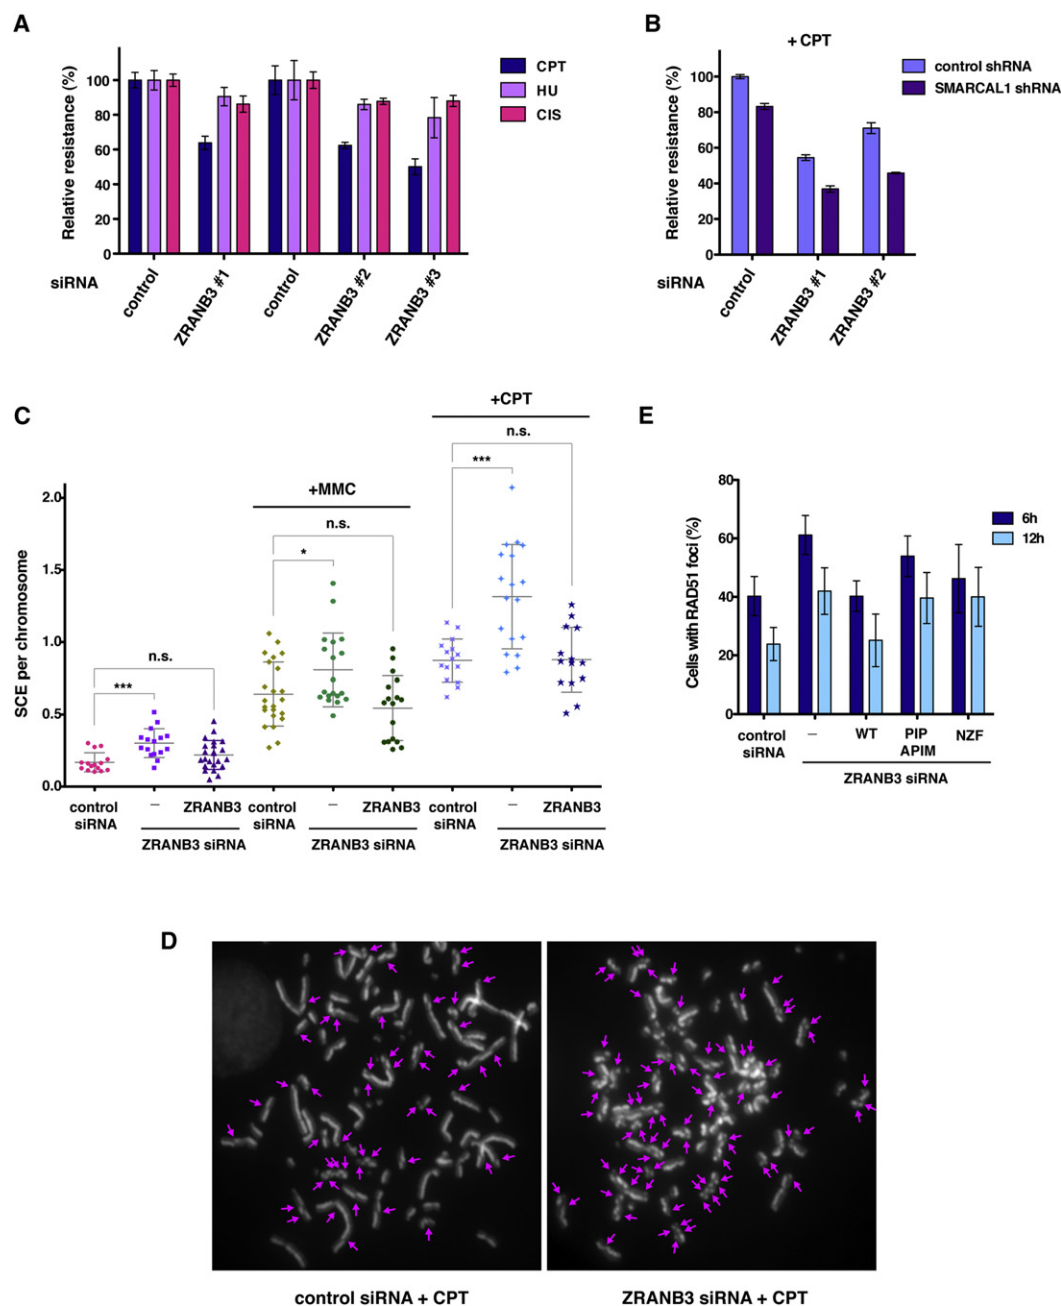 A
Relative resistance (%)
100
80
60
40
20
0
siRNA
control
ZRANB3 #1
control
ZRANB3 #2
ZRANB3 #3
CPT
HU
CIS
B
+ CPT
Relative resistance (%)
100
80
60
40
20
0
siRNA
control
ZRANB3 #1
ZRANB3 #2
control shRNA
SMARCAL1 shRNA
C
+CPT
n.s.
***
+MMC
n.s.
*
n.s.
***
SCE per chromosome
2.0
1.5
1.0
0.5
0.0
control
siRNA
–
ZRANB3
ZRANB3 siRNA
control
siRNA
–
ZRANB3
ZRANB3 siRNA
control
siRNA
–
ZRANB3
ZRANB3 siRNA
E
Cells with RAD51 foci (%)
80
60
40
20
0
6h
12h
control
siRNA
–
WT
PIP
APIM
NZF
ZRANB3 siRNA
D
control siRNA + CPT
ZRANB3 siRNA + CPT